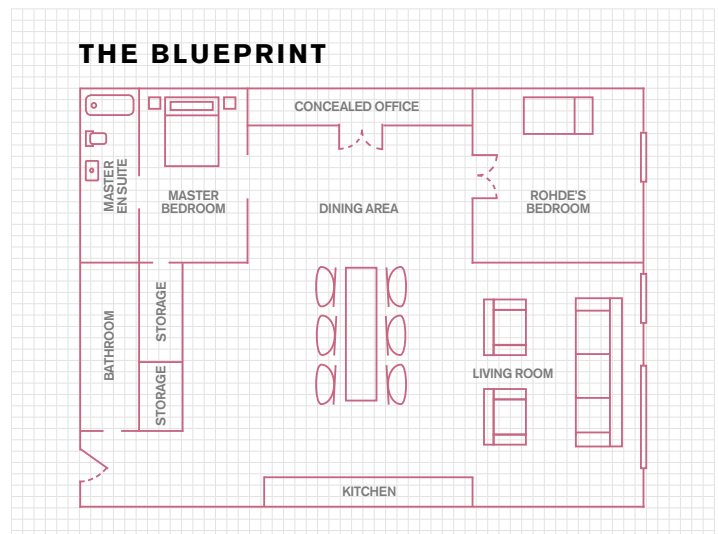 THE BLUEPRINT
CONCEALED OFFICE
MASTER
EN SUITE
MASTER
BEDROOM
DINING AREA
ROHDE'S
BEDROOM
STORAGE
BATHROOM
STORAGE
LIVING ROOM
KITCHEN